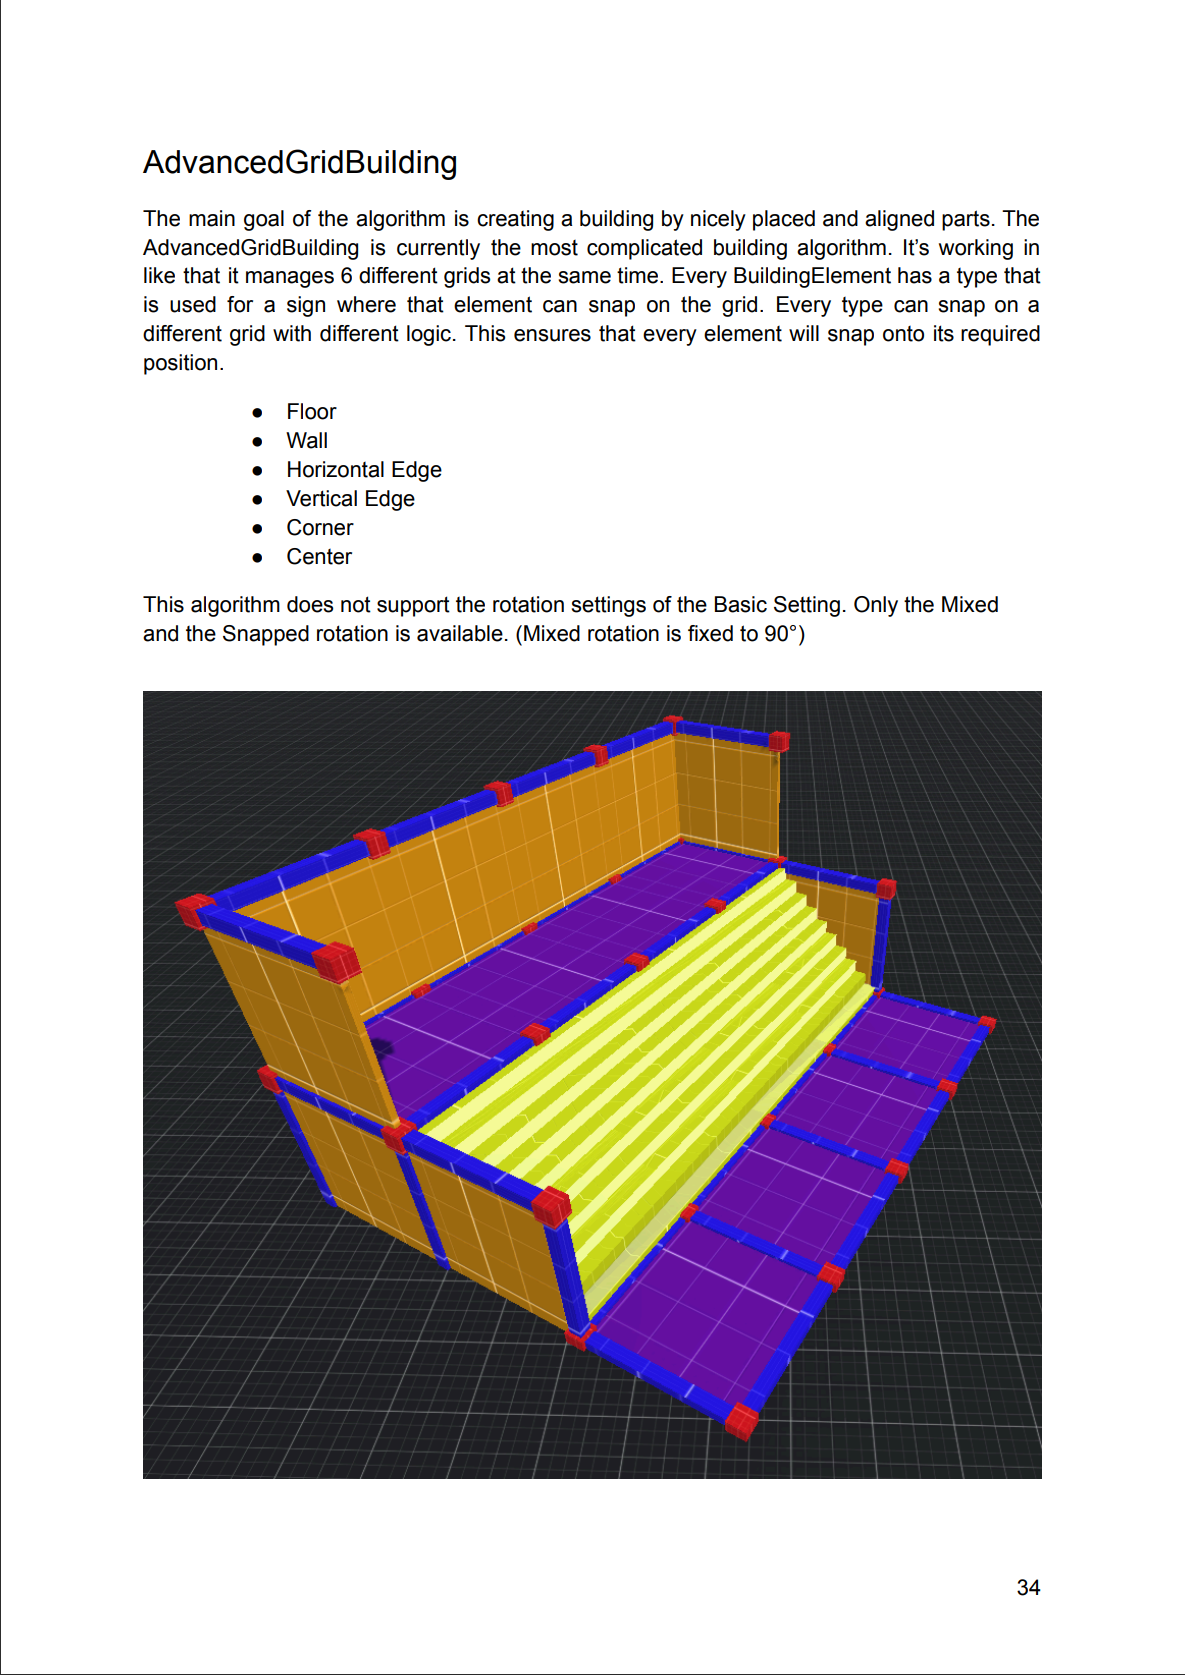 AdvancedGridBuilding
The main goal of the algorithm is creating a building by nicely placed and aligned parts. The
AdvancedGridBuilding is currently the most complicated building algorithm. It’s working in
like that it manages 6 different grids at the same time. Every BuildingElement has a type that
is used for a sign where that element can snap on the grid. Every type can snap on a
different grid with different logic. This ensures that every element will snap onto its required
position.
● Floor
● Wall
● Horizontal Edge
● Vertical Edge
● Corner
● Center
This algorithm does not support the rotation settings of the Basic Setting. Only the Mixed
and the Snapped rotation is available. (Mixed rotation is fixed to 90°)
34